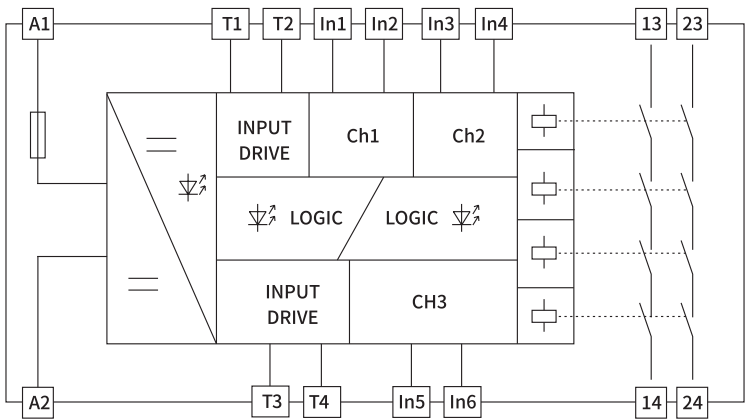 A1 T1 T2 In1 In2 In3 In4 13 23
INPUT
DRIVE
Ch1
Ch2
LOGIC
LOGIC
INPUT
DRIVE
CH3
A2 T3 T4 In5 In6 14 24